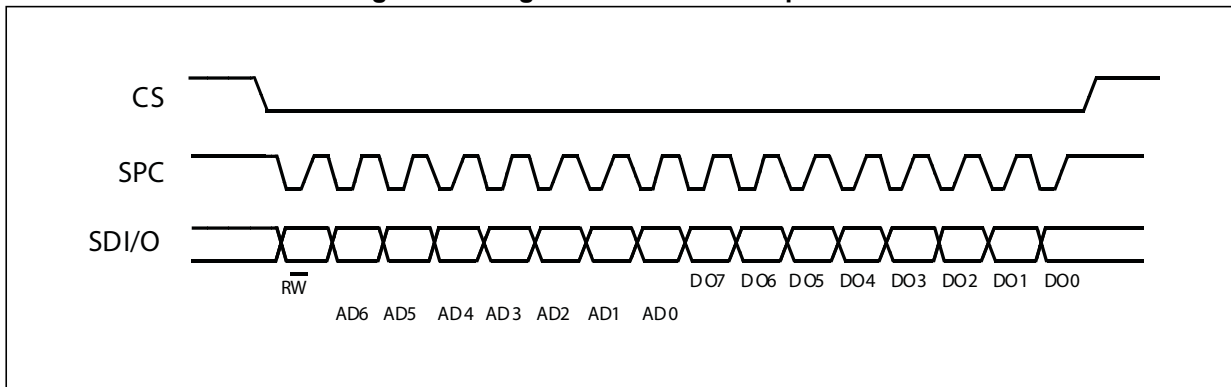 CS
SPC
SDI/O
RW
DO7 DO6 DO5 DO4 DO3 DO2 DO1 DO0
AD6 AD5 AD4 AD3 AD2 AD1 AD0